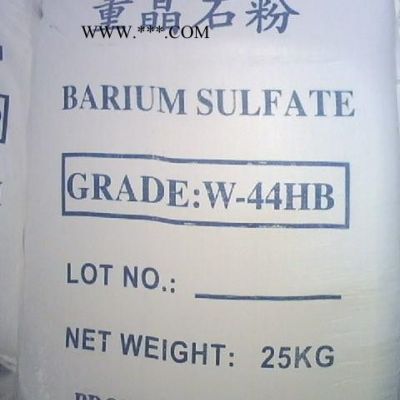 WWW.***.COM
重晶石粉
BARIUM SULFATE
GRADE:W-44HB
LOT NO.:
NET WEIGHT: 25KG